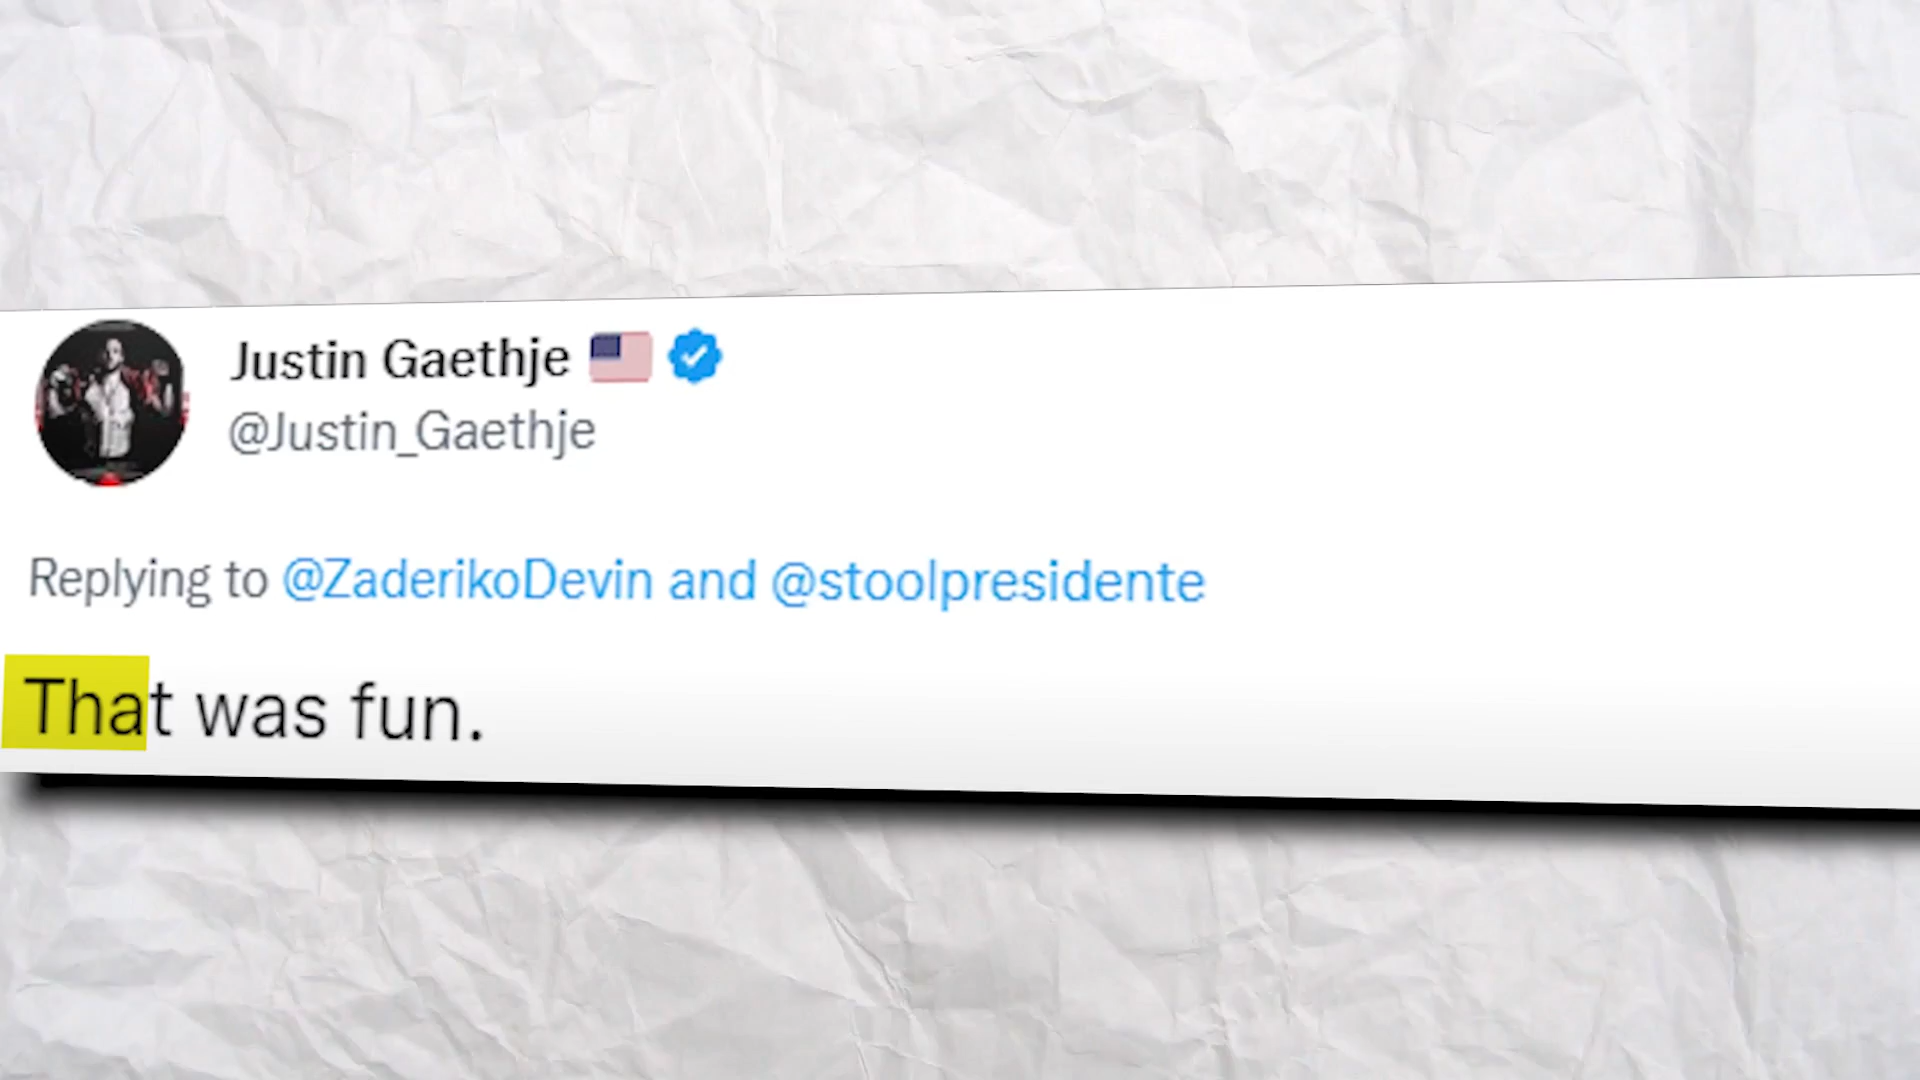 Justin Gaethje 🇺🇸
@Justin_Gaethje
Replying to @ZaderikoDevin and @stoolpresidente
That was fun.